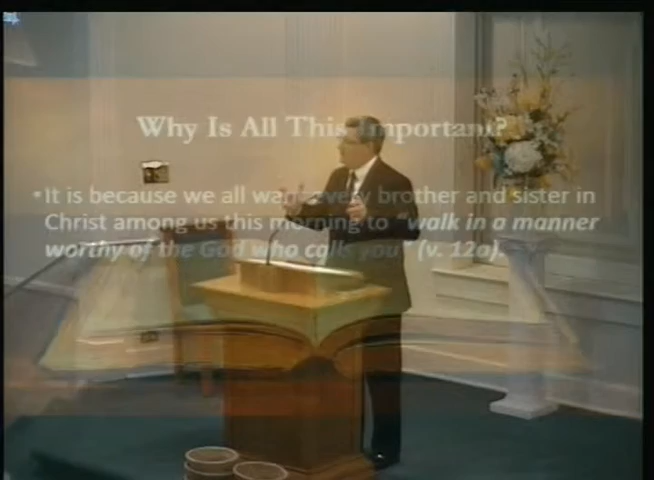 Why Is All This Important?
•It is because we all want every brother and sister in
Christ among us this morning to "walk in a manner
worthy of the God who calls you" (v. 12a).